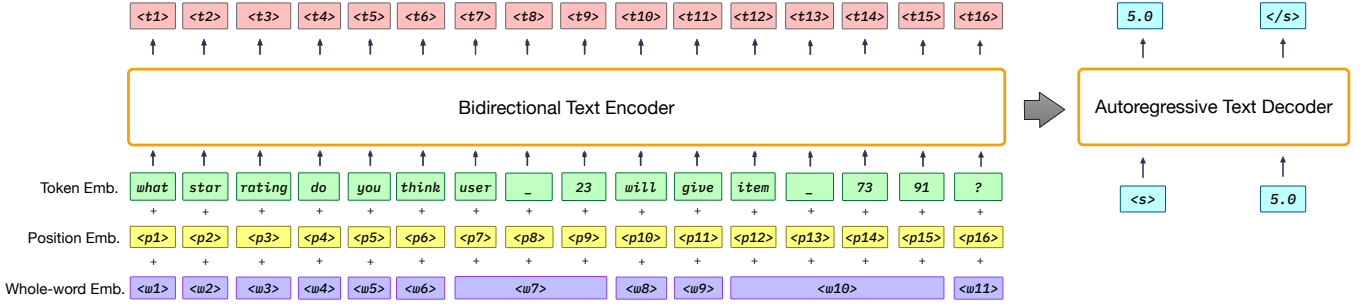 <t1> <t2> <t3> <t4> <t5> <t6> <t7> <t8> <t9> <t10> <t11> <t12> <t13> <t14> <t15> <t16> 5.0 </s>
Bidirectional Text Encoder Autoregressive Text Decoder
Token Emb. what star rating do you think user _ 23 will give item _ 73 91 ? <s> 5.0
+ + + + + + + + + + + + + + + +
Position Emb. <p1> <p2> <p3> <p4> <p5> <p6> <p7> <p8> <p9> <p10> <p11> <p12> <p13> <p14> <p15> <p16>
+ + + + + + + + + + + + + + + +
Whole-word Emb. <w1> <w2> <w3> <w4> <w5> <w6> <w7> <w8> <w9> <w10> <w11>